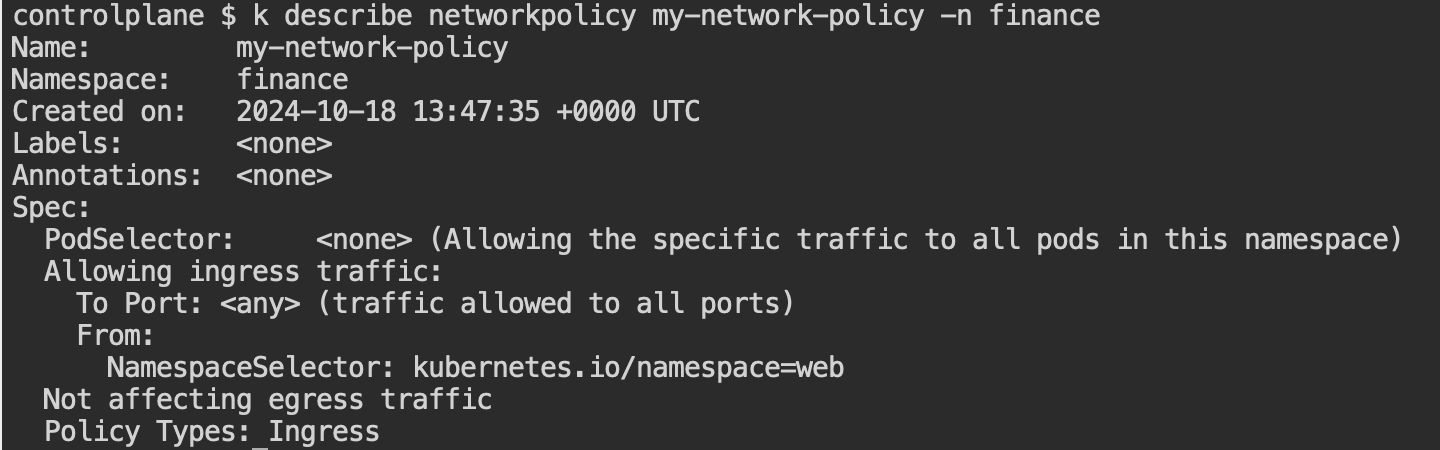 controlplane $ k describe networkpolicy my-network-policy -n finance
Name:         my-network-policy
Namespace:    finance
Created on:   2024-10-18 13:47:35 +0000 UTC
Labels:       <none>
Annotations:  <none>
Spec:
  PodSelector:     <none> (Allowing the specific traffic to all pods in this namespace)
  Allowing ingress traffic:
    To Port: <any> (traffic allowed to all ports)
    From:
      NamespaceSelector: kubernetes.io/namespace=web
  Not affecting egress traffic
  Policy Types: Ingress